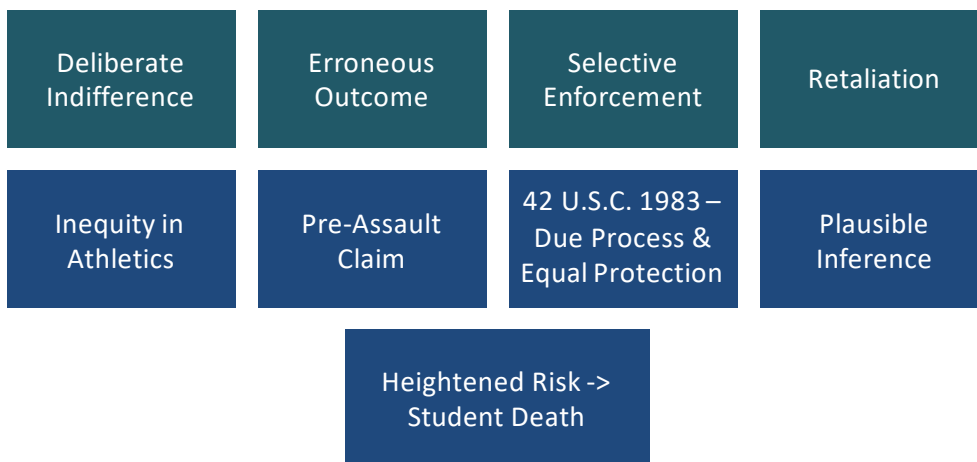 Deliberate
Indifference
Erroneous
Outcome
Selective
Enforcement
Retaliation
Inequity in
Athletics
Pre-Assault
Claim
42 U.S.C. 1983 –
Due Process &
Equal Protection
Plausible
Inference
Heightened Risk ->
Student Death